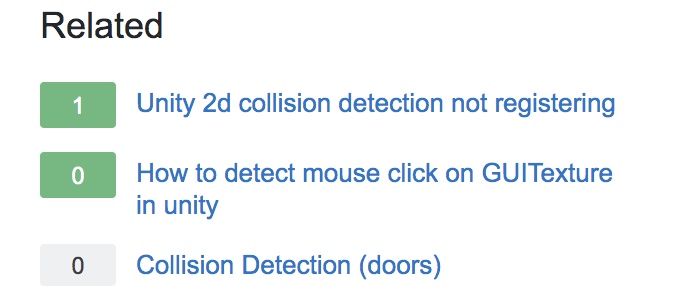 Related
1 Unity 2d collision detection not registering
0 How to detect mouse click on GUITexture
in unity
0 Collision Detection (doors)